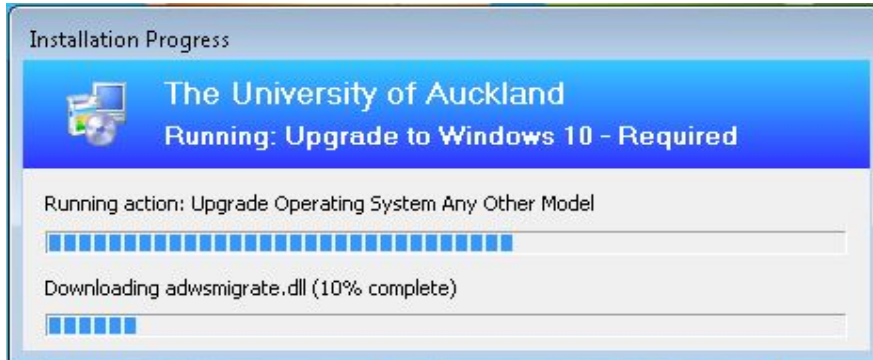 Installation Progress
The University of Auckland
Running: Upgrade to Windows 10 - Required
Running action: Upgrade Operating System Any Other Model
Downloading adwsmigrate.dll (10% complete)